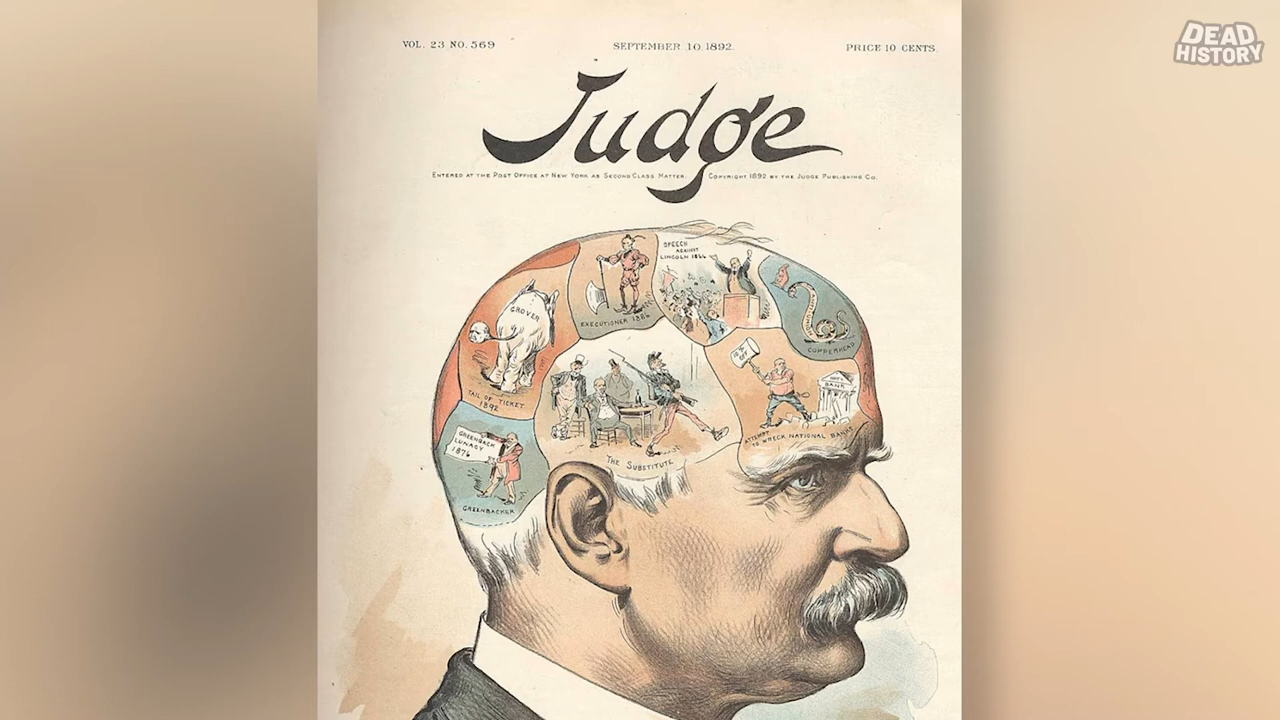 DEAD
HISTORY
VOL. 23 NO. 569
SEPTEMBER 10, 1892.
PRICE 10 CENTS.
Judge
ENTERED AT THE POST OFFICE AT NEW YORK AS SECOND CLASS MATTER. COPYRIGHT 1892 BY THE JUDGE PUBLISHING CO.
SPEECH
AGAINST
LINCOLN 1864
EXECUTIONER 1886
GROVER
TAIL OF TICKET
1892
COPPERHEAD
BANK
ATTEMPT
TO WRECK NATIONAL BANKS
THE SUBSTITUTE
GREENBACK
LUNACY
1876
GREENBACKER